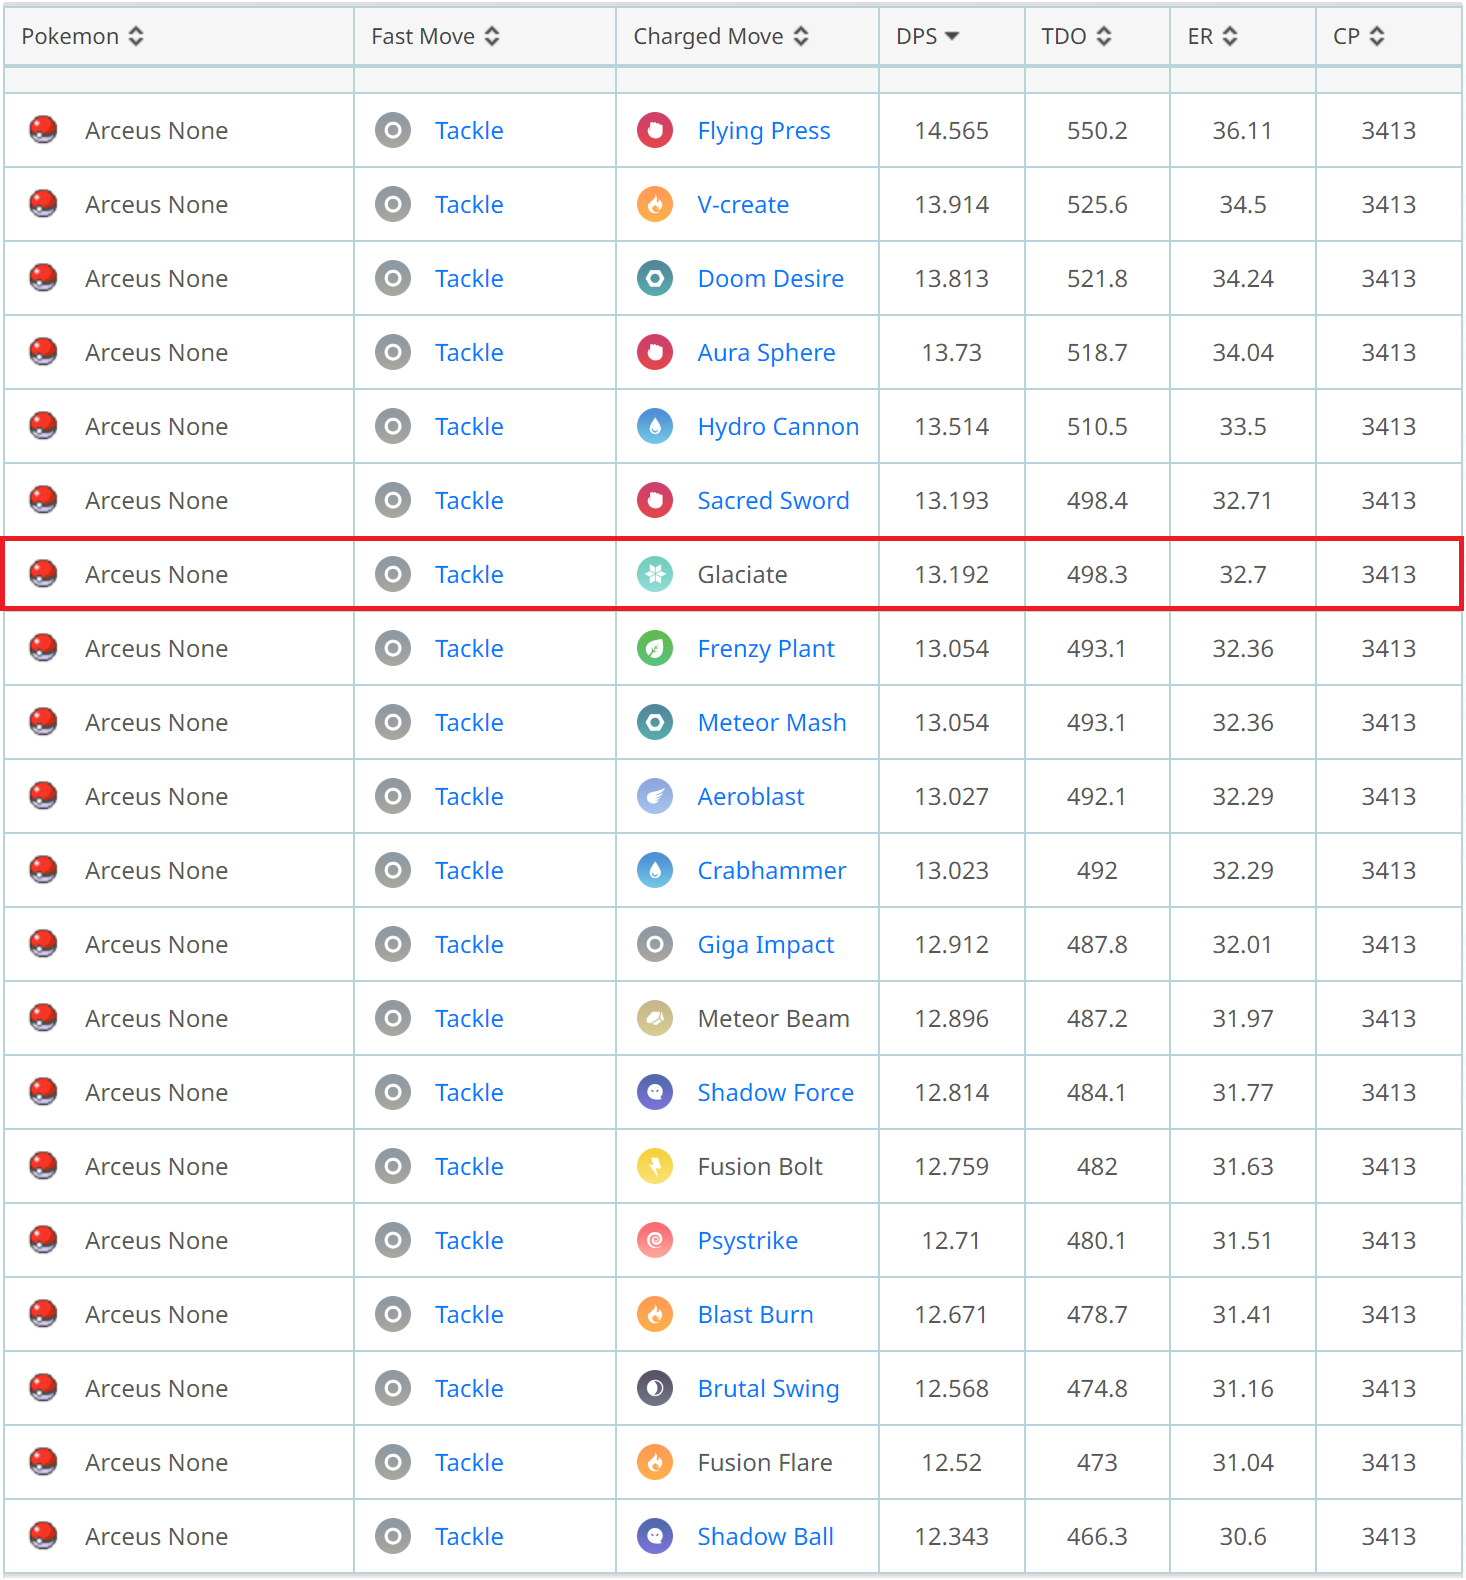 Pokemon Fast Move Charged Move DPS TDO ER CP
Arceus None Tackle Flying Press 14.565 550.2 36.11 3413
Arceus None Tackle V-create 13.914 525.6 34.5 3413
Arceus None Tackle Doom Desire 13.813 521.8 34.24 3413
Arceus None Tackle Aura Sphere 13.73 518.7 34.04 3413
Arceus None Tackle Hydro Cannon 13.514 510.5 33.5 3413
Arceus None Tackle Sacred Sword 13.193 498.4 32.71 3413
Arceus None Tackle Glaciate 13.192 498.3 32.7 3413
Arceus None Tackle Frenzy Plant 13.054 493.1 32.36 3413
Arceus None Tackle Meteor Mash 13.054 493.1 32.36 3413
Arceus None Tackle Aeroblast 13.027 492.1 32.29 3413
Arceus None Tackle Crabhammer 13.023 492 32.29 3413
Arceus None Tackle Giga Impact 12.912 487.8 32.01 3413
Arceus None Tackle Meteor Beam 12.896 487.2 31.97 3413
Arceus None Tackle Shadow Force 12.814 484.1 31.77 3413
Arceus None Tackle Fusion Bolt 12.759 482 31.63 3413
Arceus None Tackle Psystrike 12.71 480.1 31.51 3413
Arceus None Tackle Blast Burn 12.671 478.7 31.41 3413
Arceus None Tackle Brutal Swing 12.568 474.8 31.16 3413
Arceus None Tackle Fusion Flare 12.52 473 31.04 3413
Arceus None Tackle Shadow Ball 12.343 466.3 30.6 3413